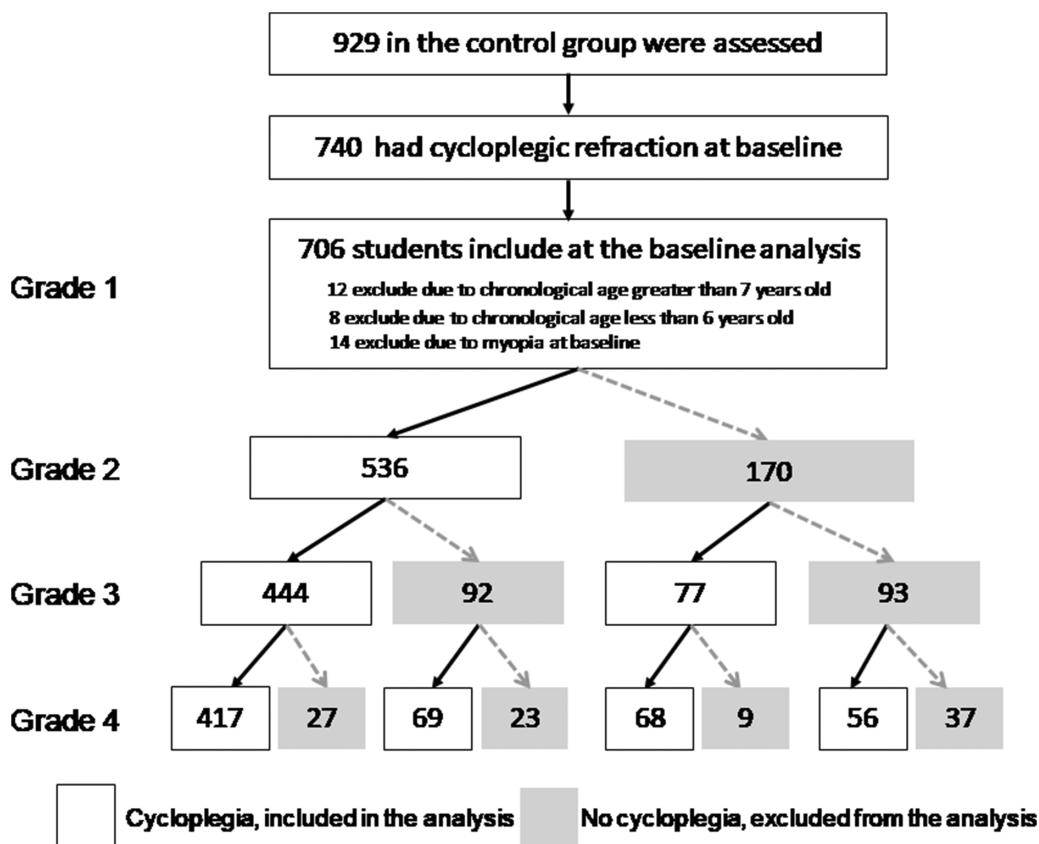 929 in the control group were assessed
740 had cycloplegic refraction at baseline
706 students include at the baseline analysis
12 exclude due to chronological age greater than 7 years old
8 exclude due to chronological age less than 6 years old
14 exclude due to myopia at baseline
Grade 1
Grade 2
536
170
Grade 3
444
92
77
93
Grade 4
417
27
69
23
68
9
56
37
Cycloplegia, included in the analysis
No cycloplegia, excluded from the analysis